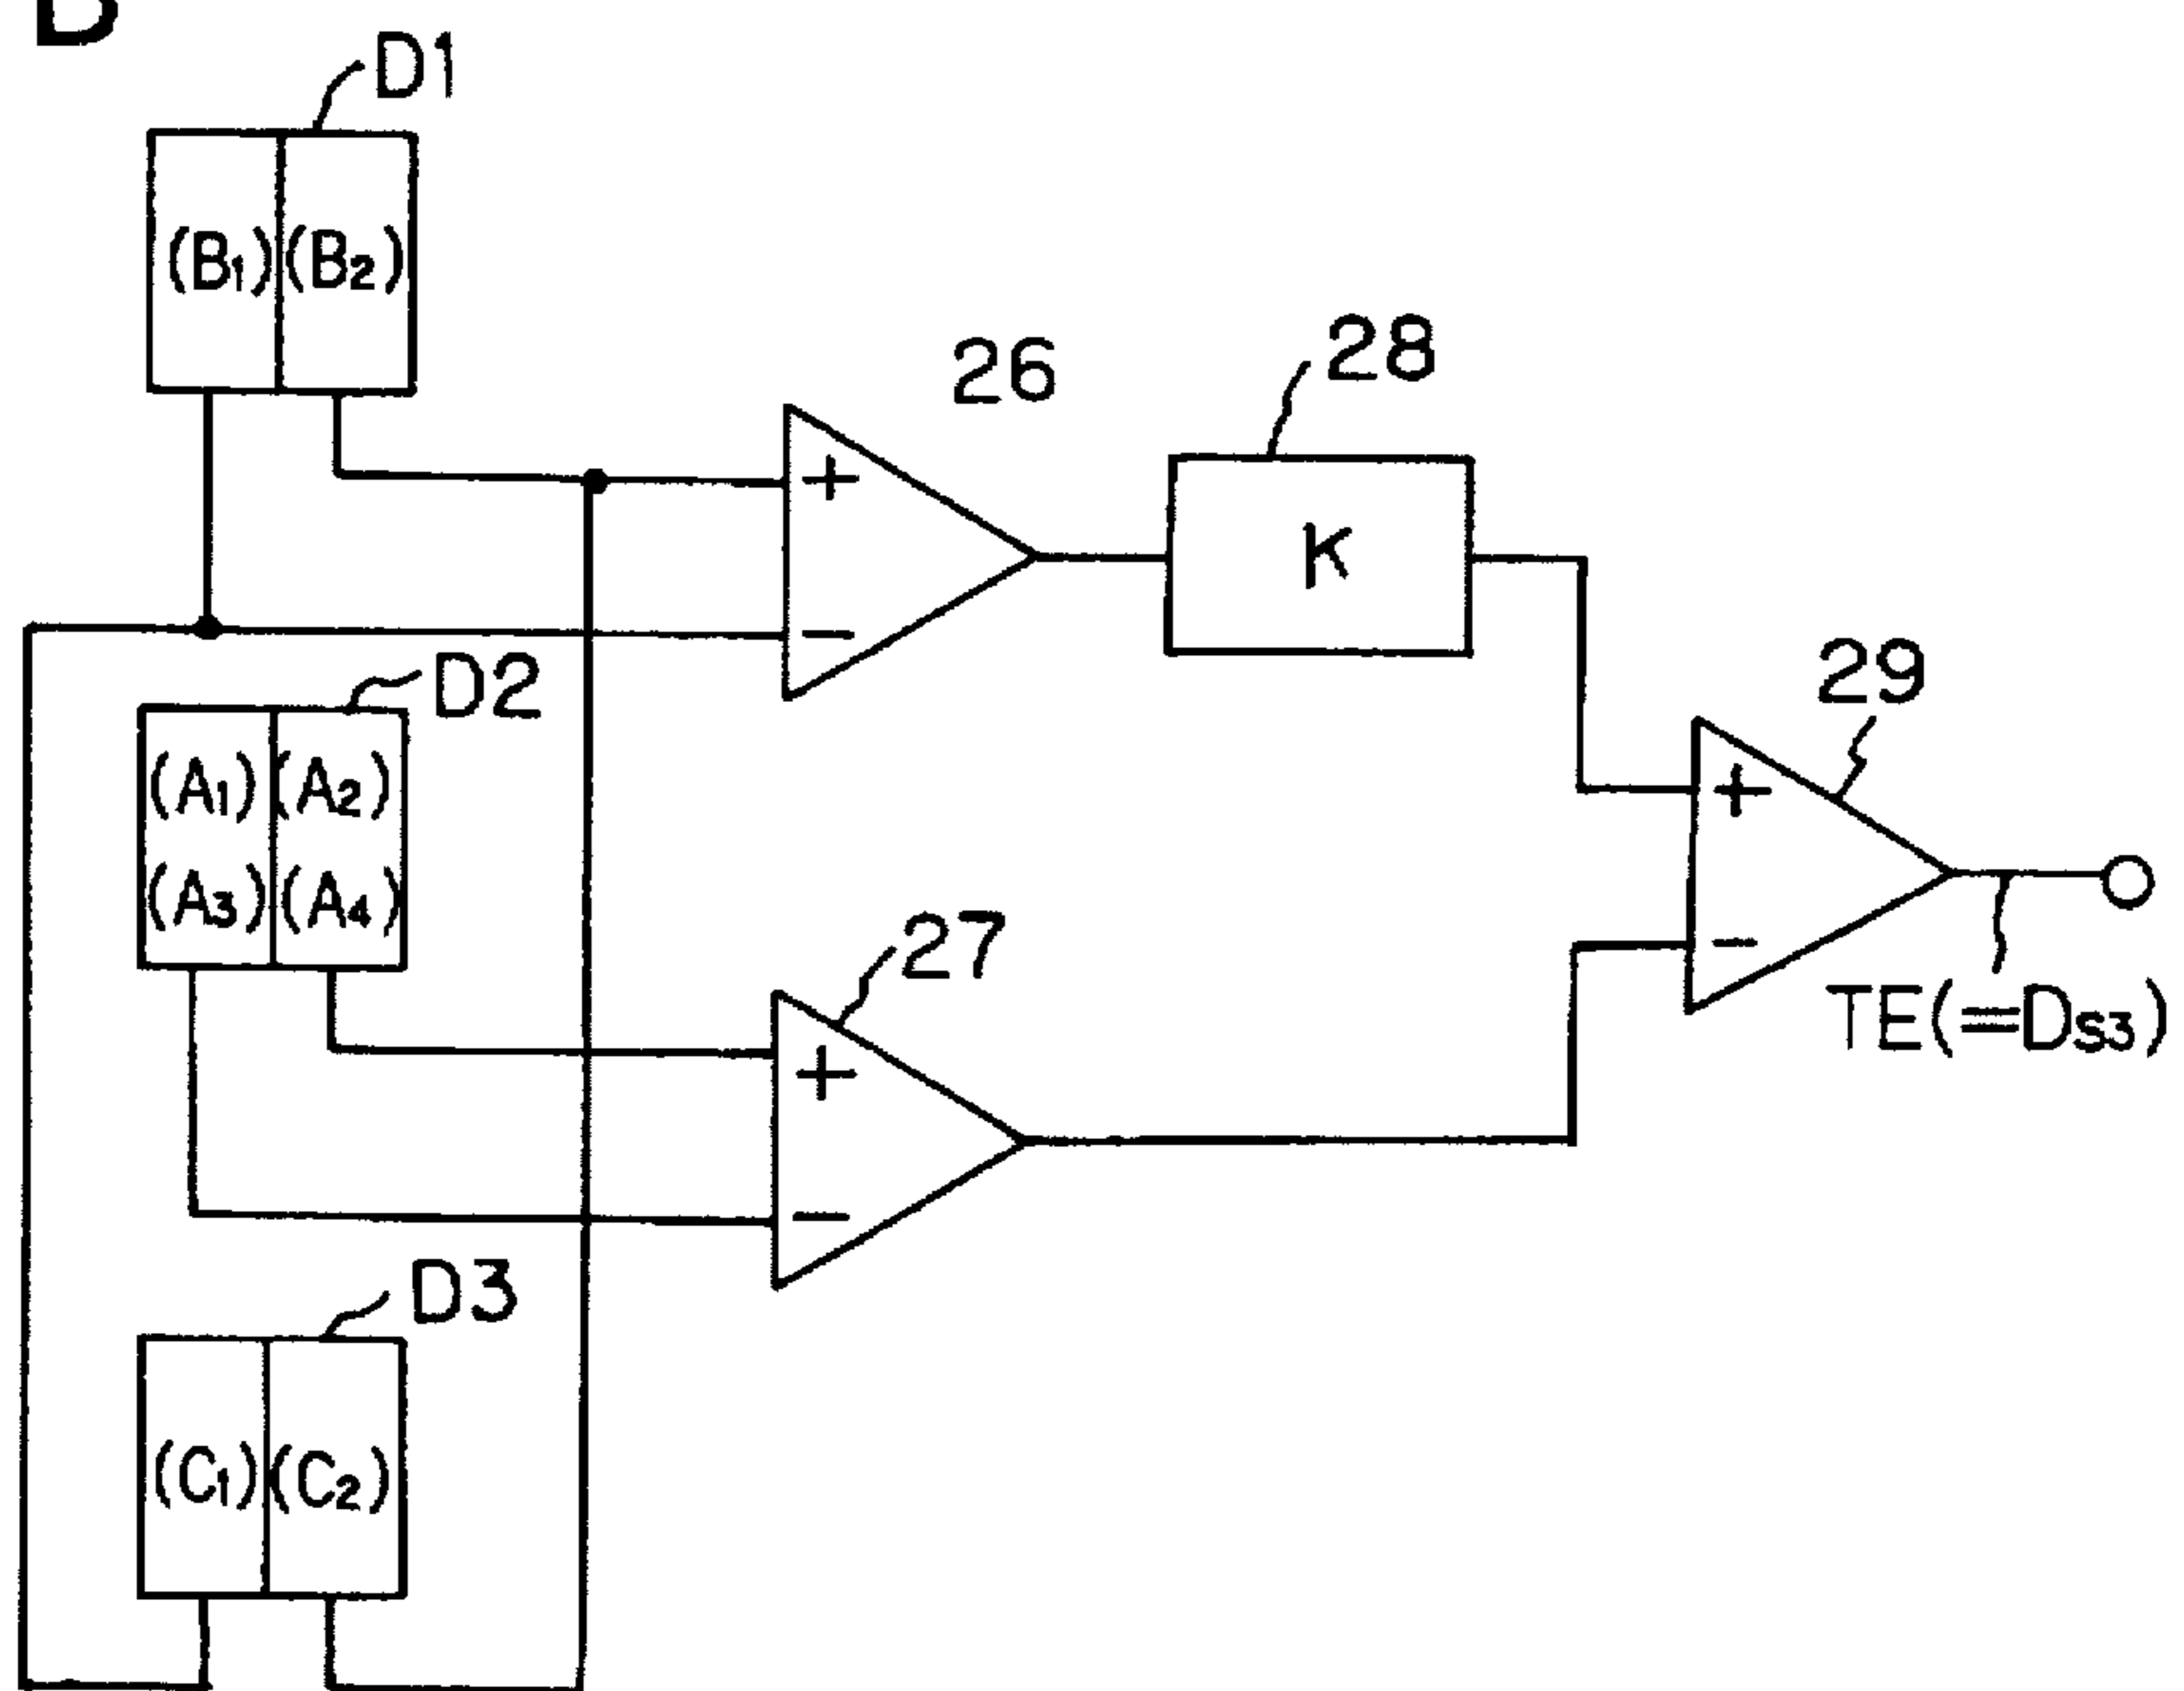 D1
(B1) (B2)
26
28
+
K
−
D2
29
(A1) (A2)
+
(A3) (A4)
27
−
TE(=DS3)
+
−
D3
(C1) (C2)